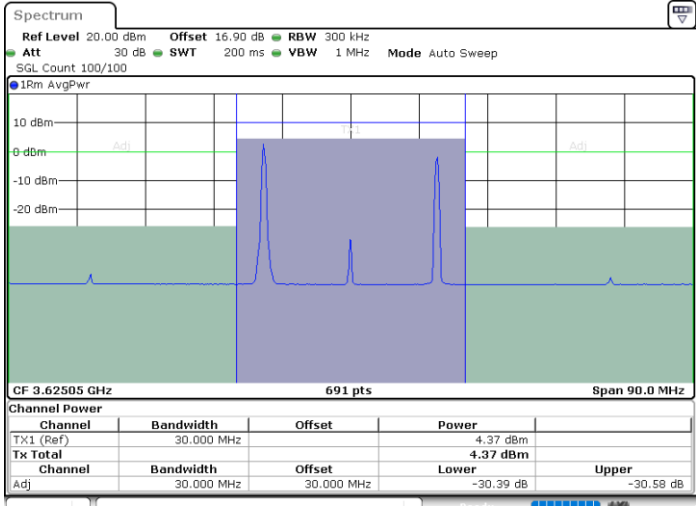 Spectrum
Ref Level 20.00 dBm Offset 16.90 dB RBW 300 kHz
Att 30 dB SWT 200 ms VBW 1 MHz Mode Auto Sweep
SGL Count 100/100
1Rm AvgPwr
10 dBm
TX1
Adj
Adj
0 dBm
-10 dBm
-20 dBm
CF 3.62505 GHz 691 pts Span 90.0 MHz
Channel Power
Channel Bandwidth Offset Power
TX1 (Ref) 30.000 MHz 4.37 dBm
Tx Total 4.37 dBm
Channel Bandwidth Offset Lower Upper
Adj 30.000 MHz 30.000 MHz -30.39 dB -30.58 dB